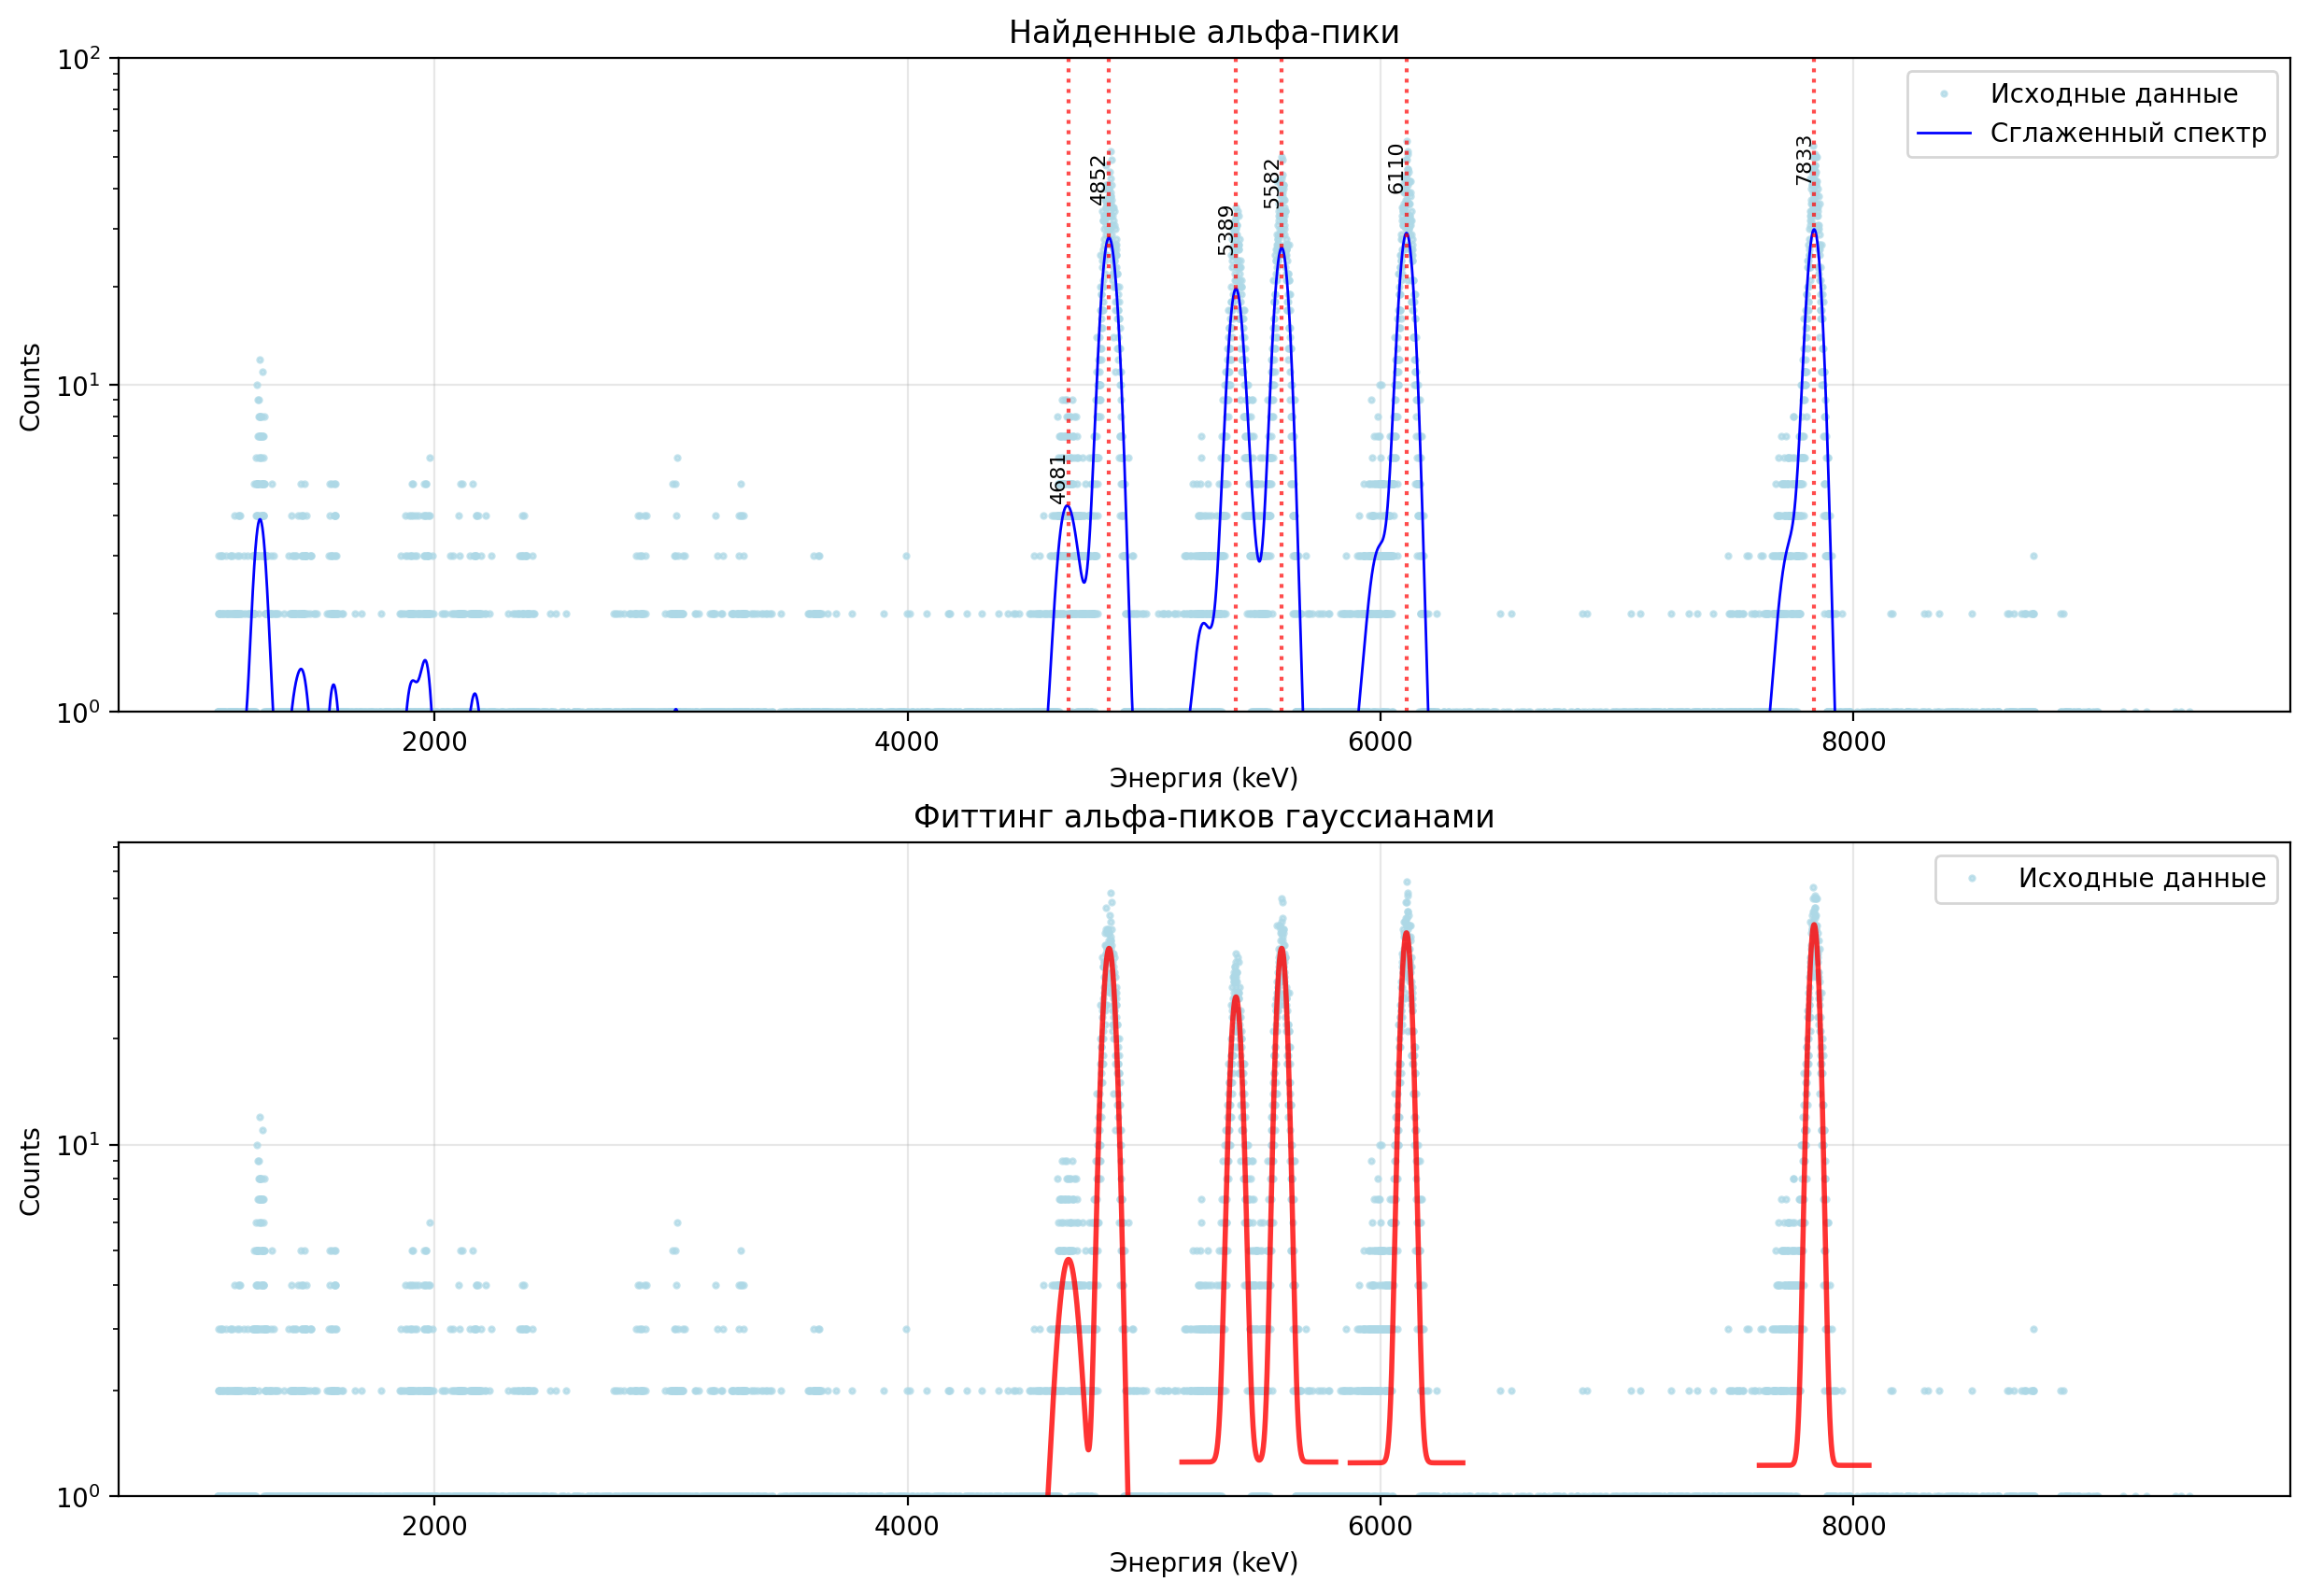 Найденные альфа-пики
10²
10¹
10⁰
Counts
4681
4852
5389
5582
6110
7833
Исходные данные
Сглаженный спектр
2000
4000
6000
8000
Энергия (keV)
Фиттинг альфа-пиков гауссианами
10¹
10⁰
Counts
Исходные данные
2000
4000
6000
8000
Энергия (keV)